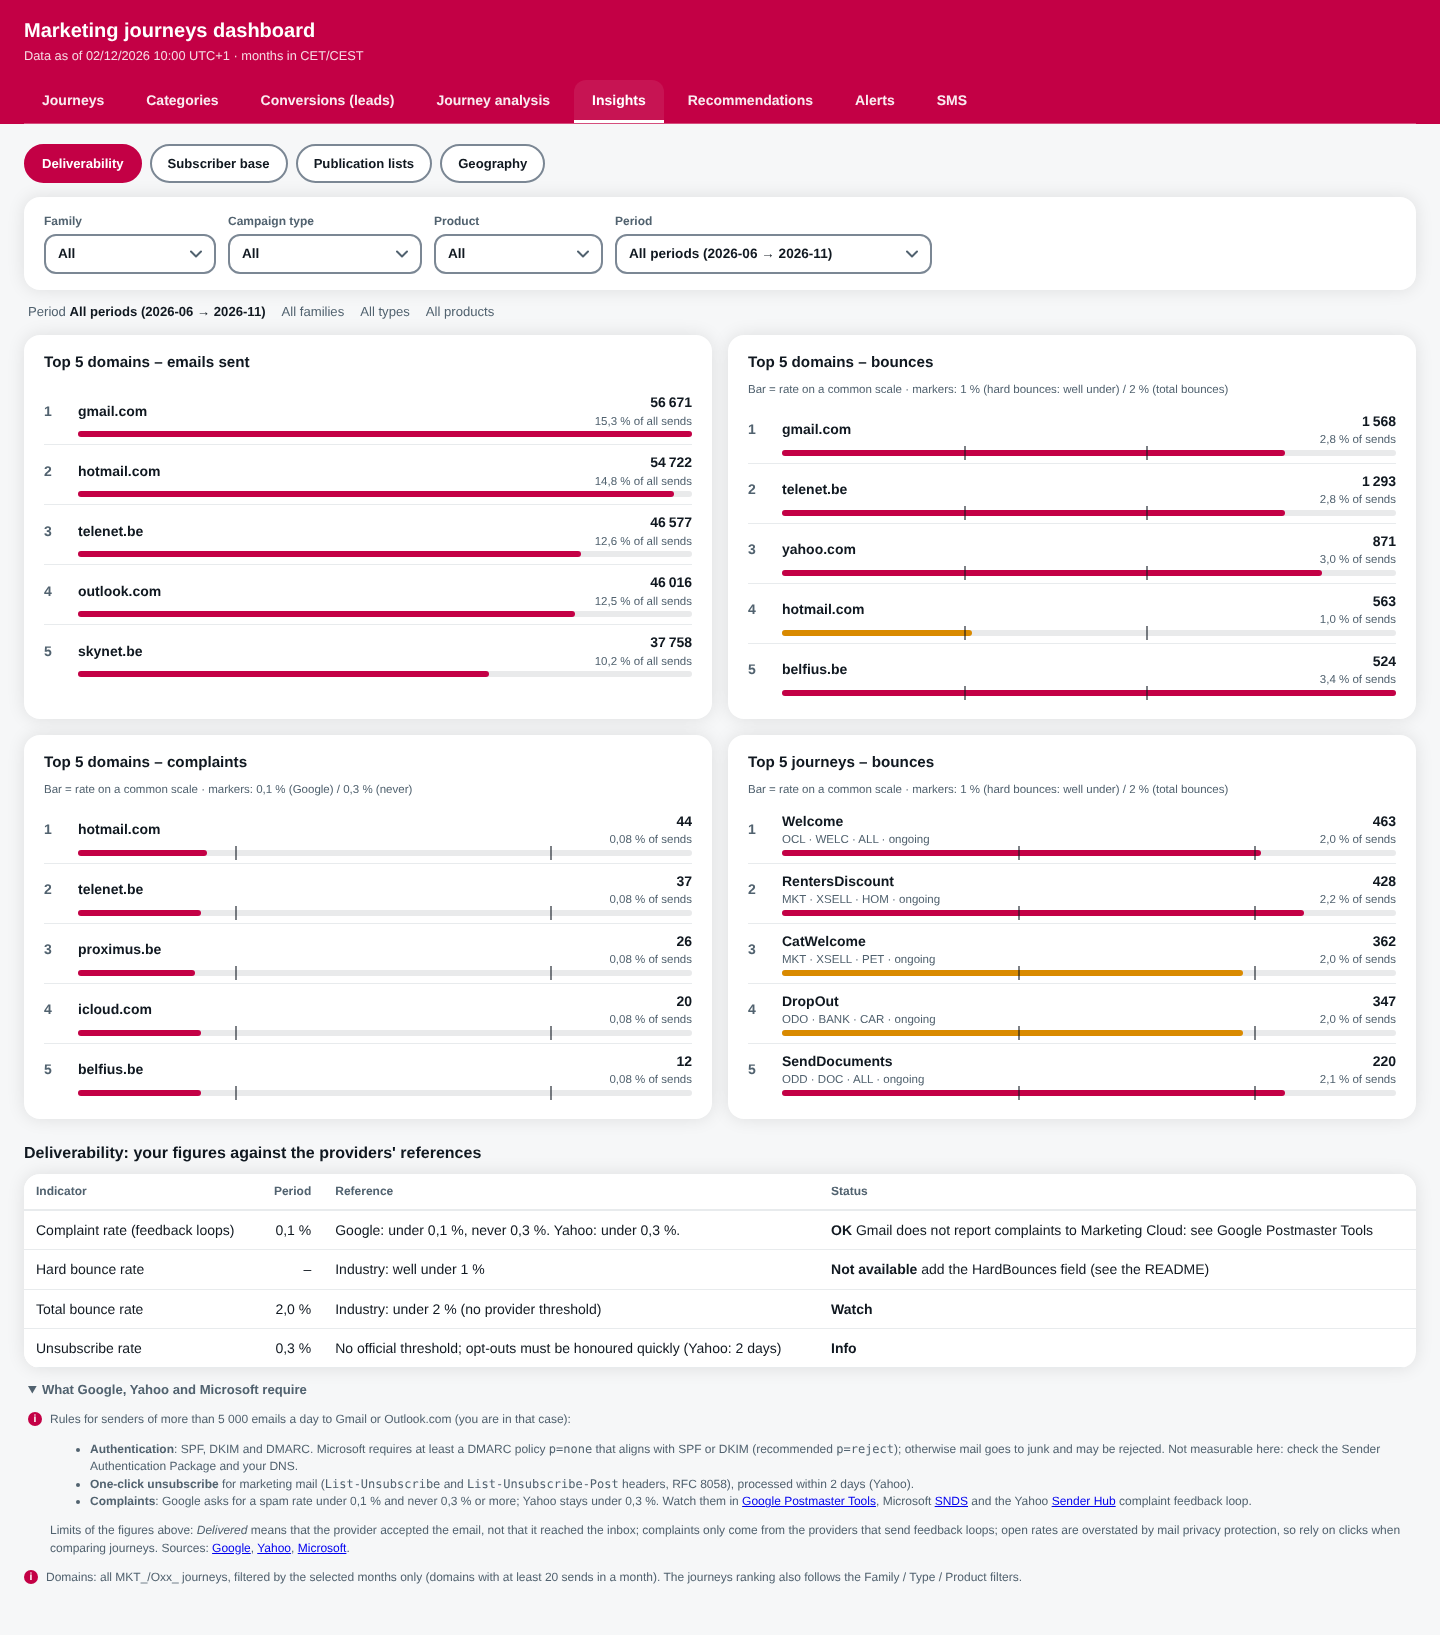 Marketing journeys dashboard
Data as of 02/12/2026 10:00 UTC+1 · months in CET/CEST
Journeys Categories Conversions (leads) Journey analysis Insights Recommendations Alerts SMS
Deliverability Subscriber base Publication lists Geography
Family Campaign type Product Period
All All All All periods (2026-06 → 2026-11)
Period All periods (2026-06 → 2026-11) All families All types All products
Top 5 domains – emails sent
1 gmail.com 56 671
15,3 % of all sends
2 hotmail.com 54 722
14,8 % of all sends
3 telenet.be 46 577
12,6 % of all sends
4 outlook.com 46 016
12,5 % of all sends
5 skynet.be 37 758
10,2 % of all sends
Top 5 domains – bounces
Bar = rate on a common scale · markers: 1 % (hard bounces: well under) / 2 % (total bounces)
1 gmail.com 1 568
2,8 % of sends
2 telenet.be 1 293
2,8 % of sends
3 yahoo.com 871
3,0 % of sends
4 hotmail.com 563
1,0 % of sends
5 belfius.be 524
3,4 % of sends
Top 5 domains – complaints
Bar = rate on a common scale · markers: 0,1 % (Google) / 0,3 % (never)
1 hotmail.com 44
0,08 % of sends
2 telenet.be 37
0,08 % of sends
3 proximus.be 26
0,08 % of sends
4 icloud.com 20
0,08 % of sends
5 belfius.be 12
0,08 % of sends
Top 5 journeys – bounces
Bar = rate on a common scale · markers: 1 % (hard bounces: well under) / 2 % (total bounces)
1 Welcome 463
OCL · WELC · ALL · ongoing 2,0 % of sends
2 RentersDiscount 428
MKT · XSELL · HOM · ongoing 2,2 % of sends
3 CatWelcome 362
MKT · XSELL · PET · ongoing 2,0 % of sends
4 DropOut 347
ODO · BANK · CAR · ongoing 2,0 % of sends
5 SendDocuments 220
ODD · DOC · ALL · ongoing 2,1 % of sends
Deliverability: your figures against the providers' references
Indicator Period Reference Status
Complaint rate (feedback loops) 0,1 % Google: under 0,1 %, never 0,3 %. Yahoo: under 0,3 %. OK Gmail does not report complaints to Marketing Cloud: see Google Postmaster Tools
Hard bounce rate – Industry: well under 1 % Not available add the HardBounces field (see the README)
Total bounce rate 2,0 % Industry: under 2 % (no provider threshold) Watch
Unsubscribe rate 0,3 % No official threshold; opt-outs must be honoured quickly (Yahoo: 2 days) Info
▼ What Google, Yahoo and Microsoft require
i Rules for senders of more than 5 000 emails a day to Gmail or Outlook.com (you are in that case):
• Authentication: SPF, DKIM and DMARC. Microsoft requires at least a DMARC policy p=none that aligns with SPF or DKIM (recommended p=reject); otherwise mail goes to junk and may be rejected. Not measurable here: check the Sender
Authentication Package and your DNS.
• One-click unsubscribe for marketing mail (List-Unsubscribe and List-Unsubscribe-Post headers, RFC 8058), processed within 2 days (Yahoo).
• Complaints: Google asks for a spam rate under 0,1 % and never 0,3 % or more; Yahoo stays under 0,3 %. Watch them in Google Postmaster Tools, Microsoft SNDS and the Yahoo Sender Hub complaint feedback loop.
Limits of the figures above: Delivered means that the provider accepted the email, not that it reached the inbox; complaints only come from the providers that send feedback loops; open rates are overstated by mail privacy protection, so rely on clicks when
comparing journeys. Sources: Google, Yahoo, Microsoft.
i Domains: all MKT_/Oxx_ journeys, filtered by the selected months only (domains with at least 20 sends in a month). The journeys ranking also follows the Family / Type / Product filters.